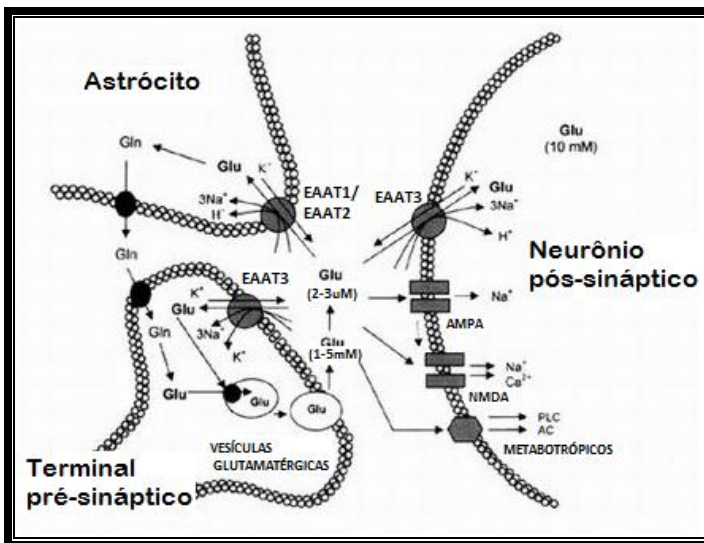 Astrócito
Gln
Glu
K⁺
3Na⁺
H⁺
EAAT1/
EAAT2
EAAT3
K⁺
Glu
3Na⁺
H⁺
Glu
(10 mM)
Neurônio
pós-sináptico
Gln
EAAT3
K⁺
Glu
3Na⁺
K⁺
Gln
Glu
Glu
(2-3uM)
Glu
(1-5mM)
Na⁺
AMPA
Na⁺
Ca²⁺
NMDA
PLC
AC
METABOTRÓPICOS
Glu
Glu
VESÍCULAS
GLUTAMATÉRGICAS
Terminal
pré-sináptico